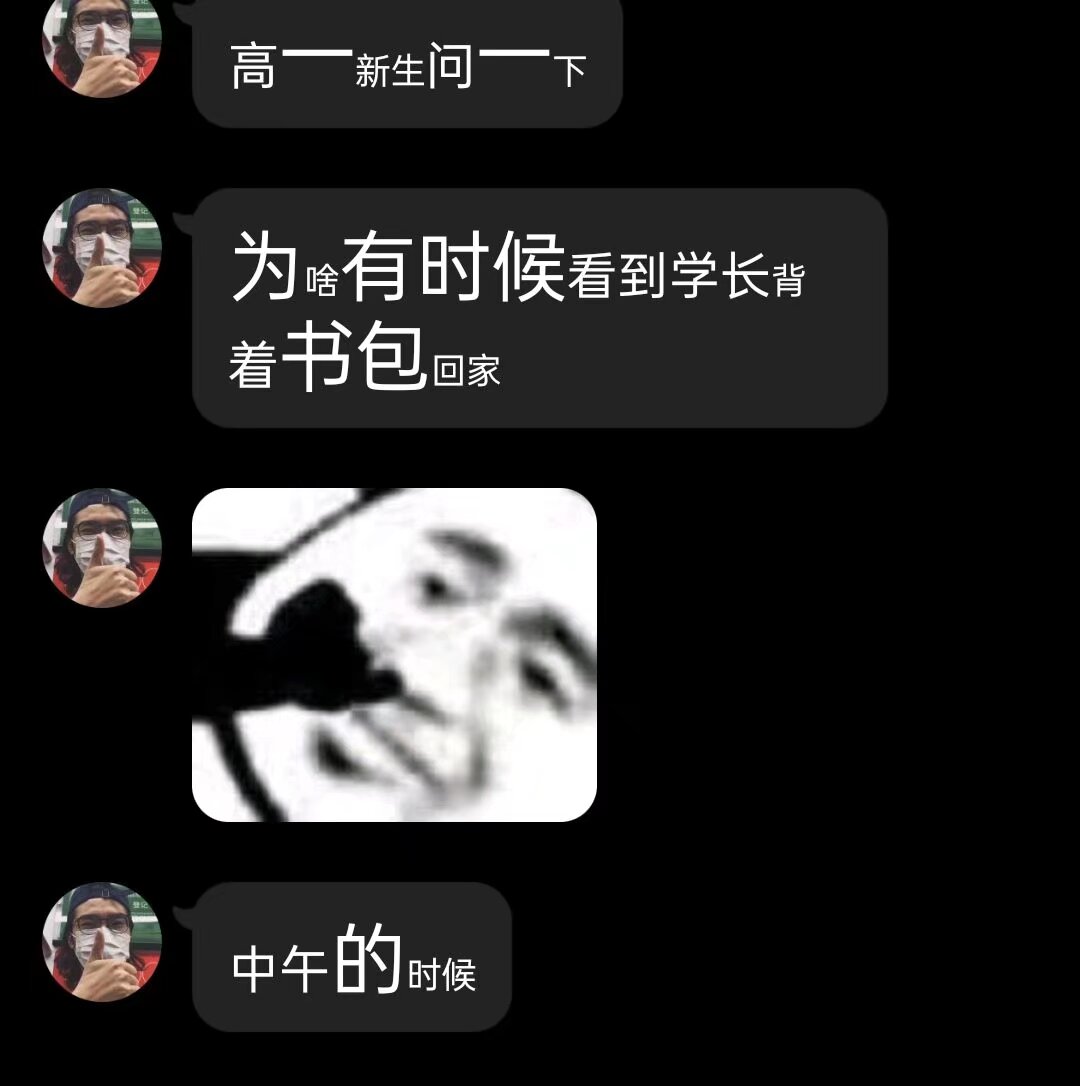 高一新生问一下
为啥有时候看到学长背
着书包回家
中午的时候